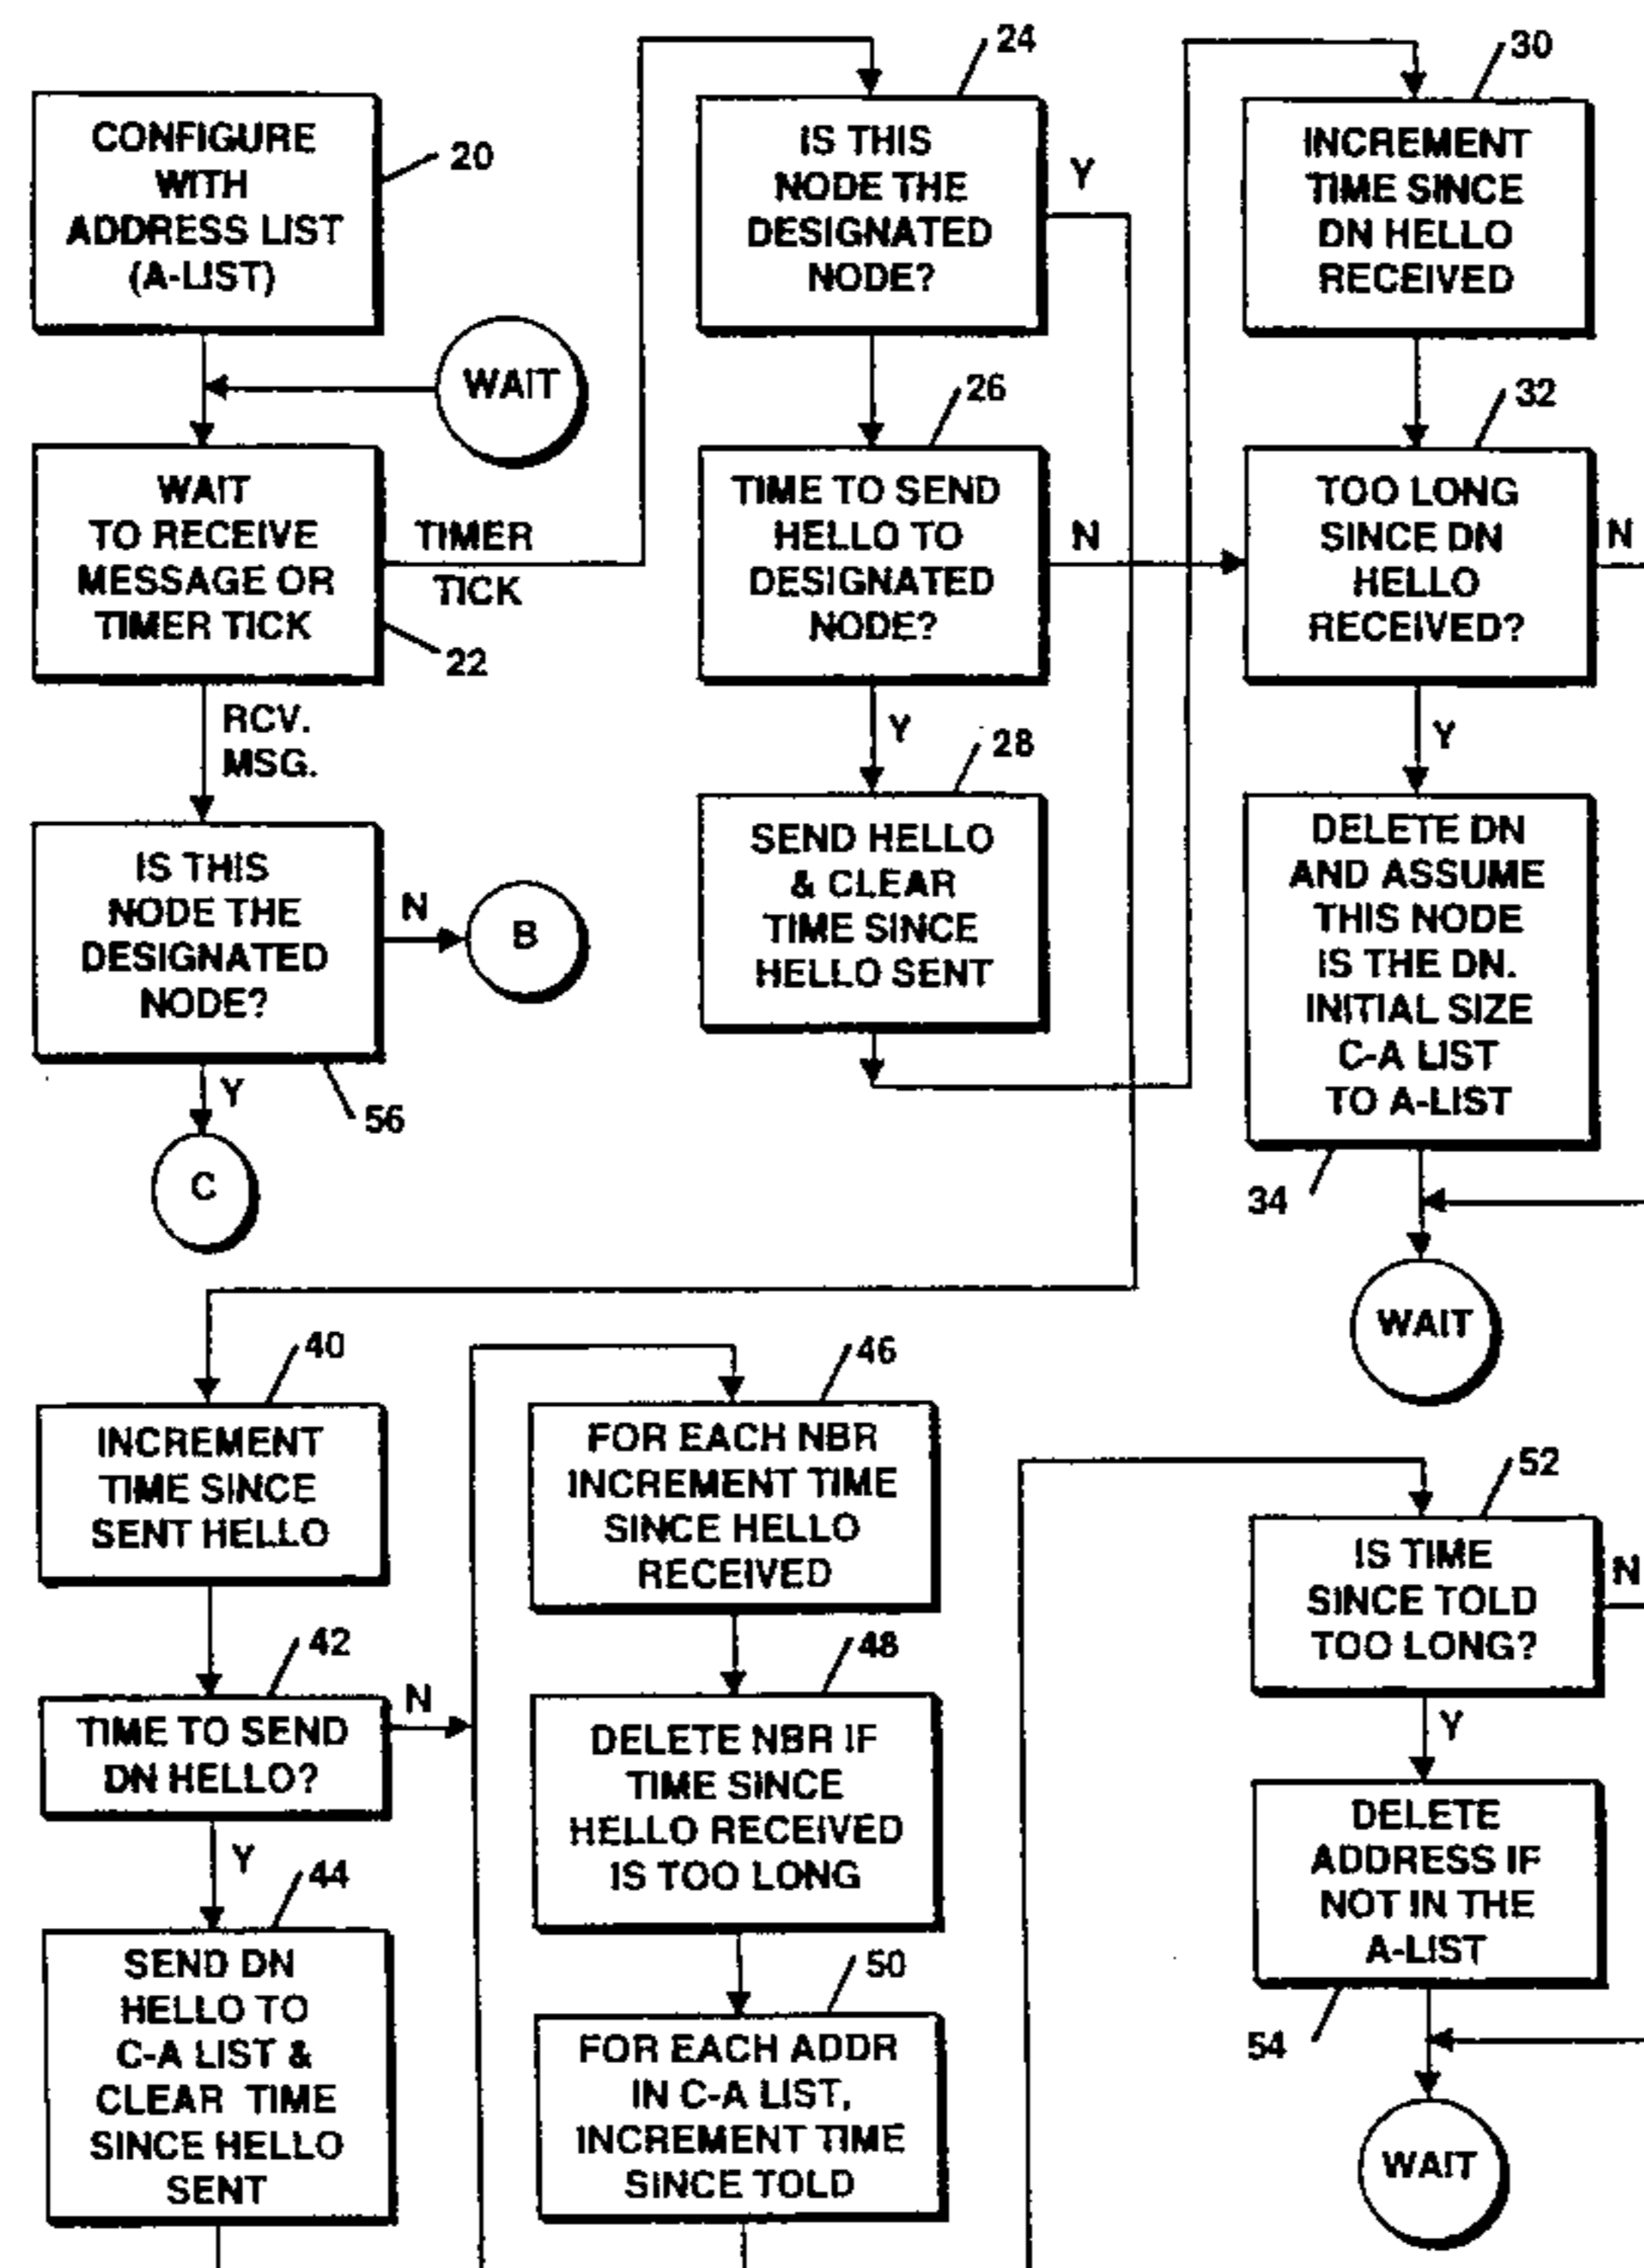 CONFIGURE
WITH
ADDRESS LIST
(A-LIST)
20
WAIT
WAIT
TO RECEIVE
MESSAGE OR
TIMER TICK
22
TIMER
TICK
RCV.
MSG.
IS THIS
NODE THE
DESIGNATED
NODE?
56
N
B
Y
C
24
IS THIS
NODE THE
DESIGNATED
NODE?
Y
26
TIME TO SEND
HELLO TO
DESIGNATED
NODE?
N
Y
28
SEND HELLO
& CLEAR
TIME SINCE
HELLO SENT
30
INCREMENT
TIME SINCE
DN HELLO
RECEIVED
32
TOO LONG
SINCE DN
HELLO
RECEIVED?
N
Y
DELETE DN
AND ASSUME
THIS NODE
IS THE DN.
INITIAL SIZE
C-A LIST
TO A-LIST
34
WAIT
40
INCREMENT
TIME SINCE
SENT HELLO
42
TIME TO SEND
DN HELLO?
N
Y
44
SEND DN
HELLO TO
C-A LIST &
CLEAR TIME
SINCE HELLO
SENT
46
FOR EACH NBR
INCREMENT TIME
SINCE HELLO
RECEIVED
48
DELETE NBR IF
TIME SINCE
HELLO RECEIVED
IS TOO LONG
50
FOR EACH ADDR
IN C-A LIST,
INCREMENT TIME
SINCE TOLD
52
IS TIME
SINCE TOLD
TOO LONG?
N
Y
DELETE
ADDRESS IF
NOT IN THE
A-LIST
54
WAIT